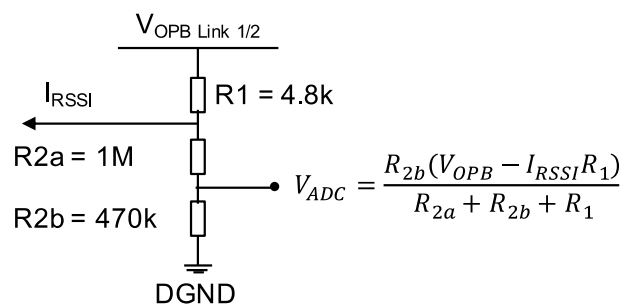 V_OPB Link 1/2
I_RSSI
R1 = 4.8k
R2a = 1M
V_ADC = R_2b(V_OPB − I_RSSI R_1) / R_2a + R_2b + R_1
R2b = 470k
DGND